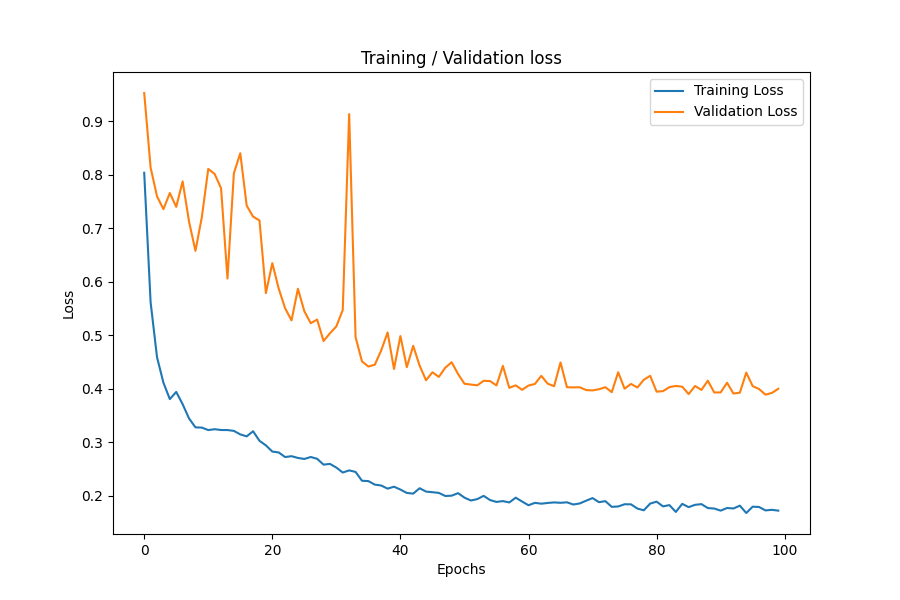 Training / Validation loss
Training Loss
Validation Loss
0.9
0.8
0.7
0.6
0.5
0.4
0.3
0.2
Loss
0 20 40 60 80 100
Epochs